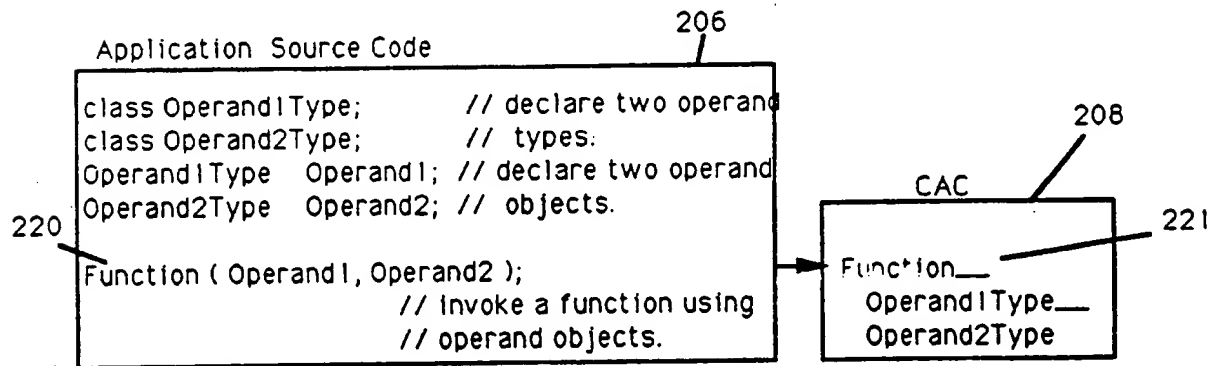 206
Application Source Code
class Operand1Type; // declare two operand
class Operand2Type; // types.
Operand1Type Operand1; // declare two operand
Operand2Type Operand2; // objects.
220
Function ( Operand1, Operand2 );
// invoke a function using
// operand objects.
208
CAC
221
Function__
Operand1Type__
Operand2Type